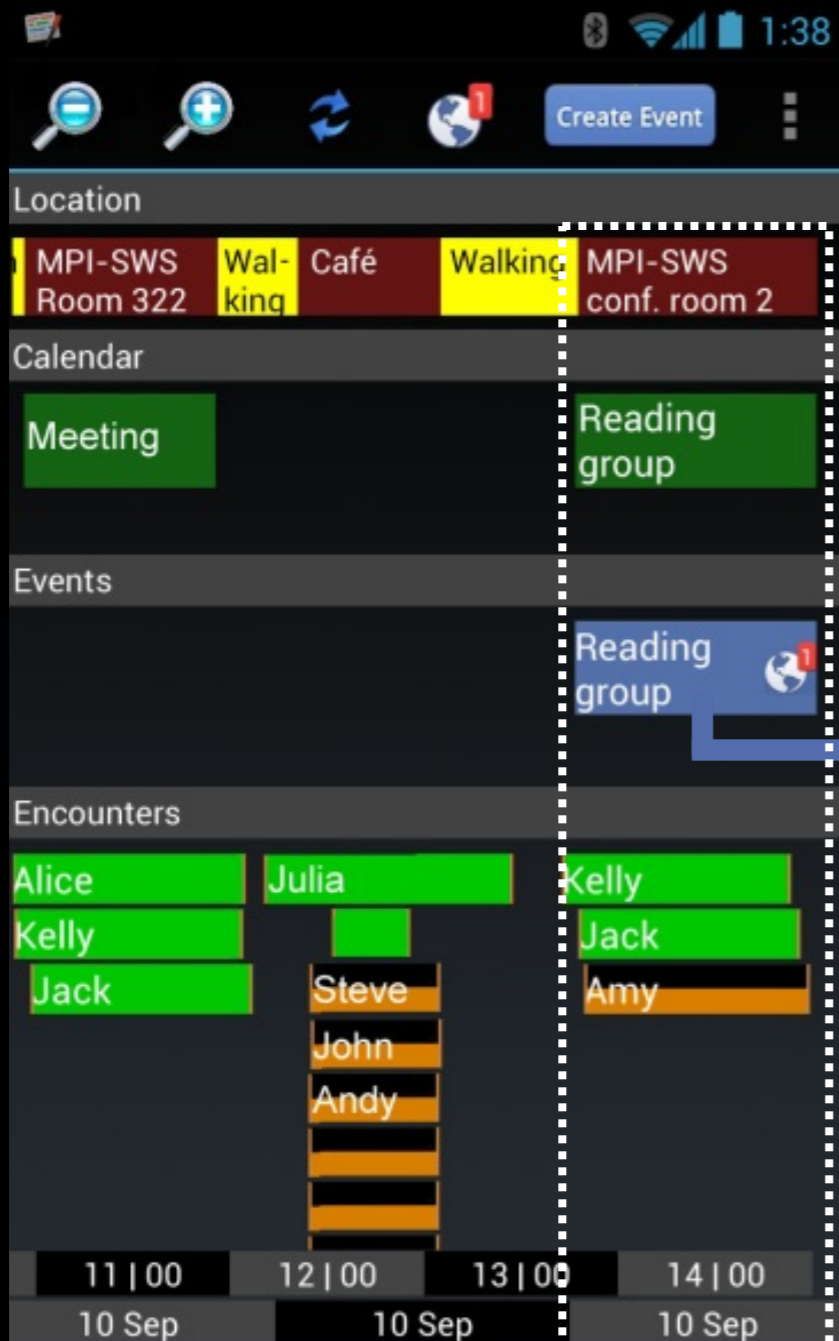 1:38
1
Create Event
Location
MPI-SWS
Room 322
Wal-
king
Café
Walking
MPI-SWS
conf. room 2
Calendar
Meeting
Reading
group
Events
Reading
group
1
Encounters
Alice
Julia
Kelly
Kelly
Jack
Jack
Steve
Amy
John
Andy
11|00
12|00
13|00
14|00
10 Sep
10 Sep
10 Sep